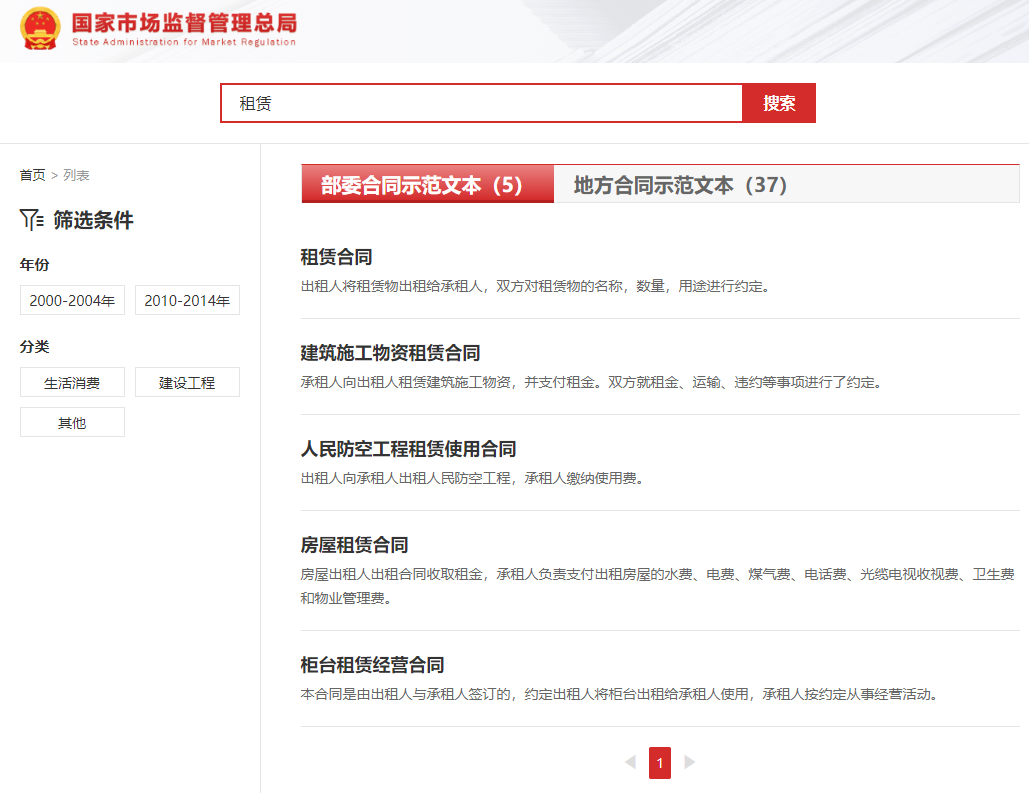 国家市场监督管理总局
State Administration for Market Regulation
租赁
搜索
首页 > 列表
筛选条件
年份
2000-2004年
2010-2014年
分类
生活消费
建设工程
其他
部委合同示范文本（5）
地方合同示范文本（37）
租赁合同
出租人将租赁物出租给承租人，双方对租赁物的名称，数量，用途进行约定。
建筑施工物资租赁合同
承租人向出租人租赁建筑施工物资，并支付租金。双方就租金、运输、违约等事项进行了约定。
人民防空工程租赁使用合同
出租人向承租人出租人民防空工程，承租人缴纳使用费。
房屋租赁合同
房屋出租人出租合同收取租金，承租人负责支付出租房屋的水费、电费、煤气费、电话费、光缆电视收视费、卫生费
和物业管理费。
柜台租赁经营合同
本合同是由出租人与承租人签订的，约定出租人将柜台出租给承租人使用，承租人按约定从事经营活动。
1